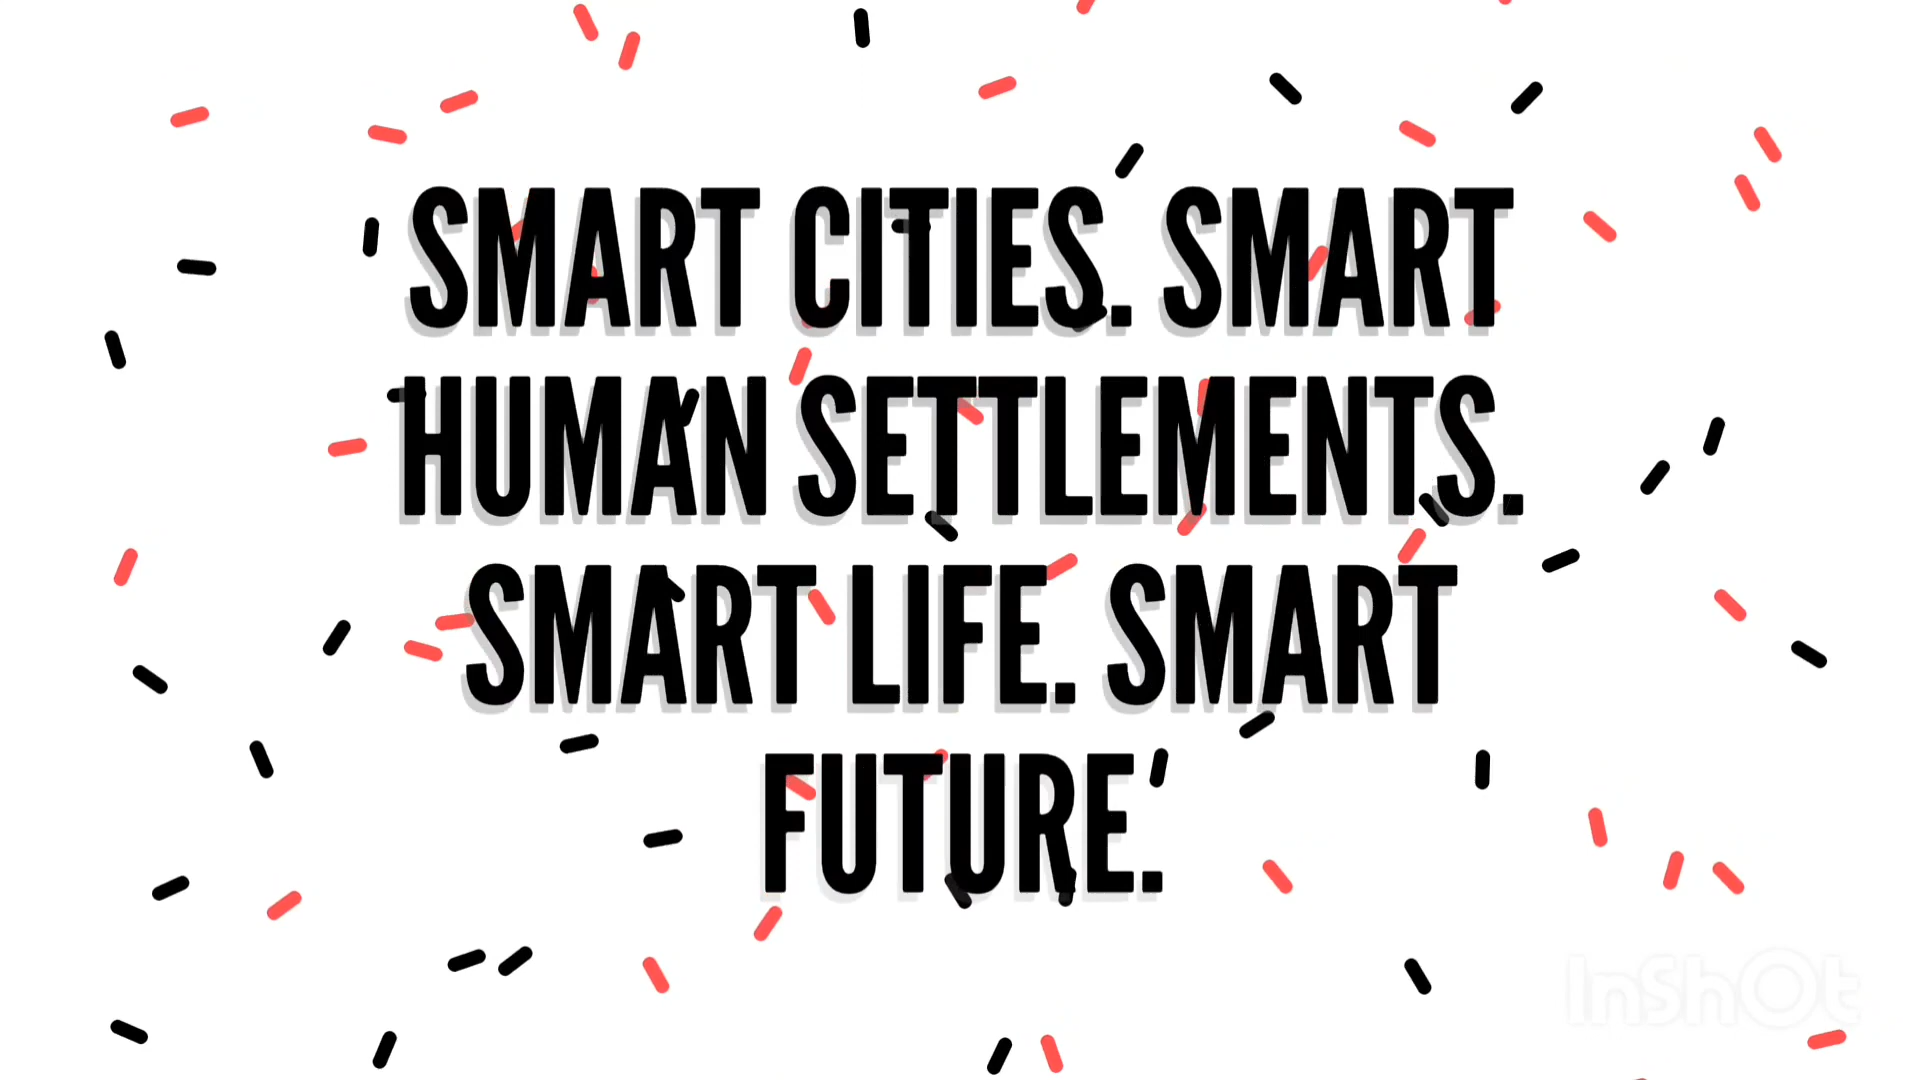 SMART CITIES. SMART
HUMAN SETTLEMENTS.
SMART LIFE. SMART
FUTURE.
InShOt